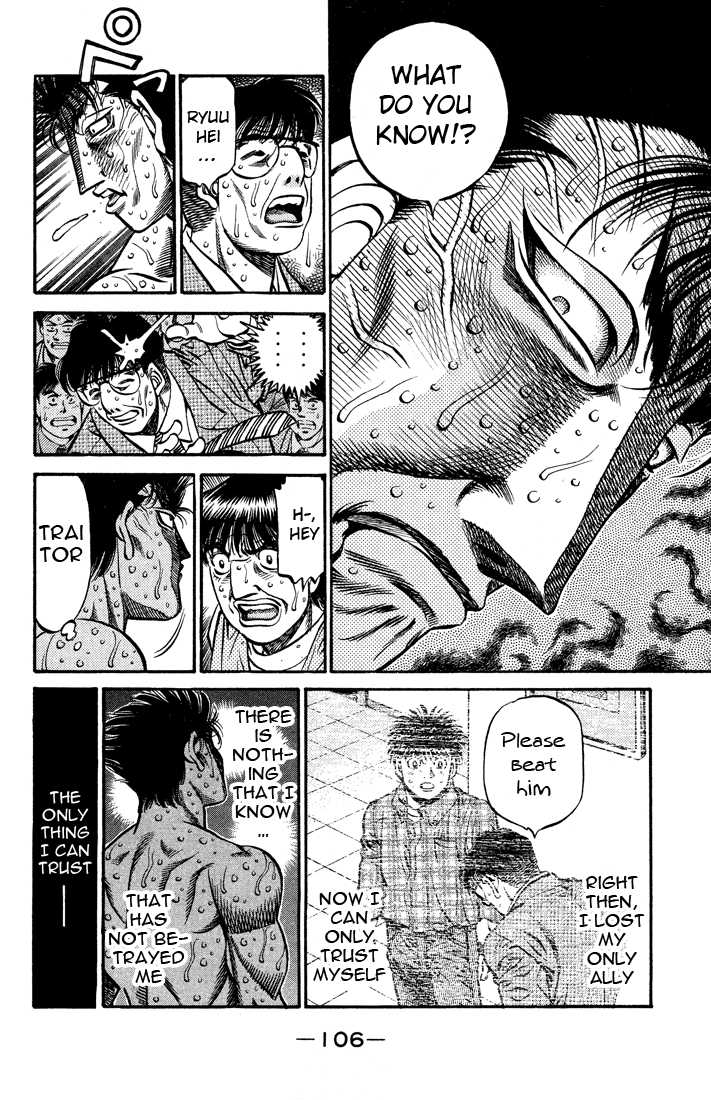 WHAT
DO YOU
KNOW!?
RYUU
HEI
...
ペッ
......
H-,
HEY
TRAI
TOR
Please
beat
him
RIGHT
THEN,
I LOST
MY
ONLY
ALLY
NOW I
CAN
ONLY
TRUST
MYSELF
THERE
IS
NOTH-
ING
THAT I
KNOW
...
THAT
HAS
NOT BE-
TRAYED
ME
THE
ONLY
THING
I CAN
TRUST
—
—106—